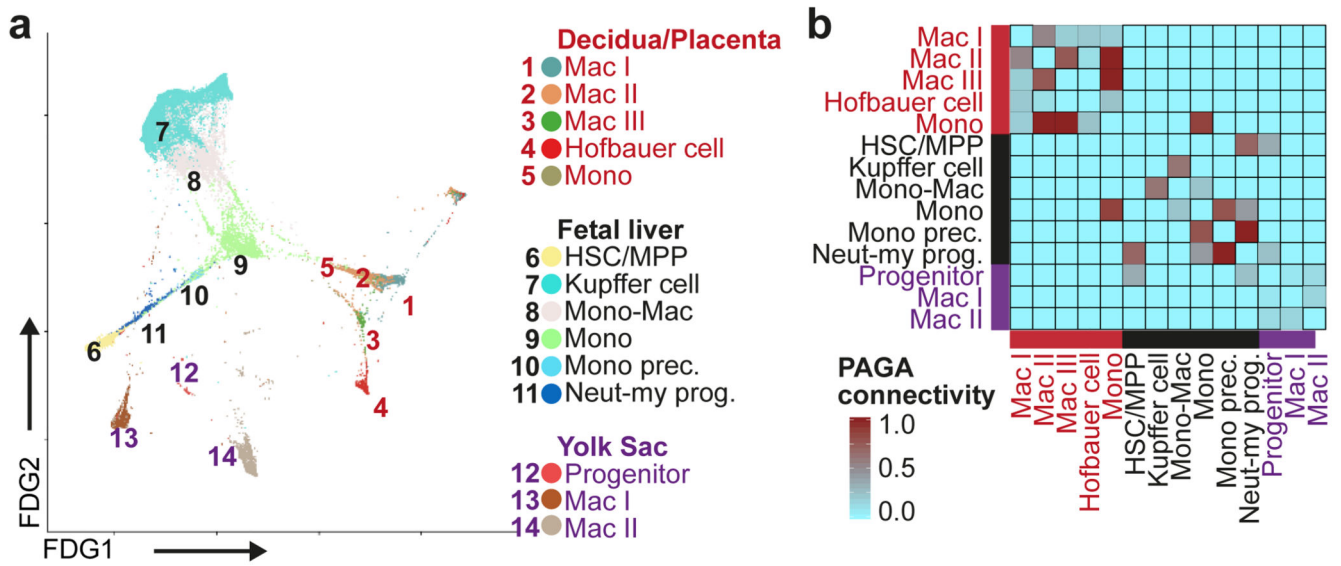 a
Decidua/Placenta
1 Mac I
2 Mac II
3 Mac III
4 Hofbauer cell
5 Mono
Fetal liver
6 HSC/MPP
7 Kupffer cell
8 Mono-Mac
9 Mono
10 Mono prec.
11 Neut-my prog.
Yolk Sac
12 Progenitor
13 Mac I
14 Mac II
7
8
9
5
2
1
10
11
3
6
12
4
13
14
FDG2
FDG1
b
Mac I
Mac II
Mac III
Hofbauer cell
Mono
HSC/MPP
Kupffer cell
Mono-Mac
Mono
Mono prec.
Neut-my prog.
Progenitor
Mac I
Mac II
Mac I
Mac II
Mac III
Hofbauer cell
Mono
HSC/MPP
Kupffer cell
Mono-Mac
Mono
Mono prec.
Neut-my prog.
Progenitor
Mac I
Mac II
PAGA
connectivity
1.0
0.5
0.0